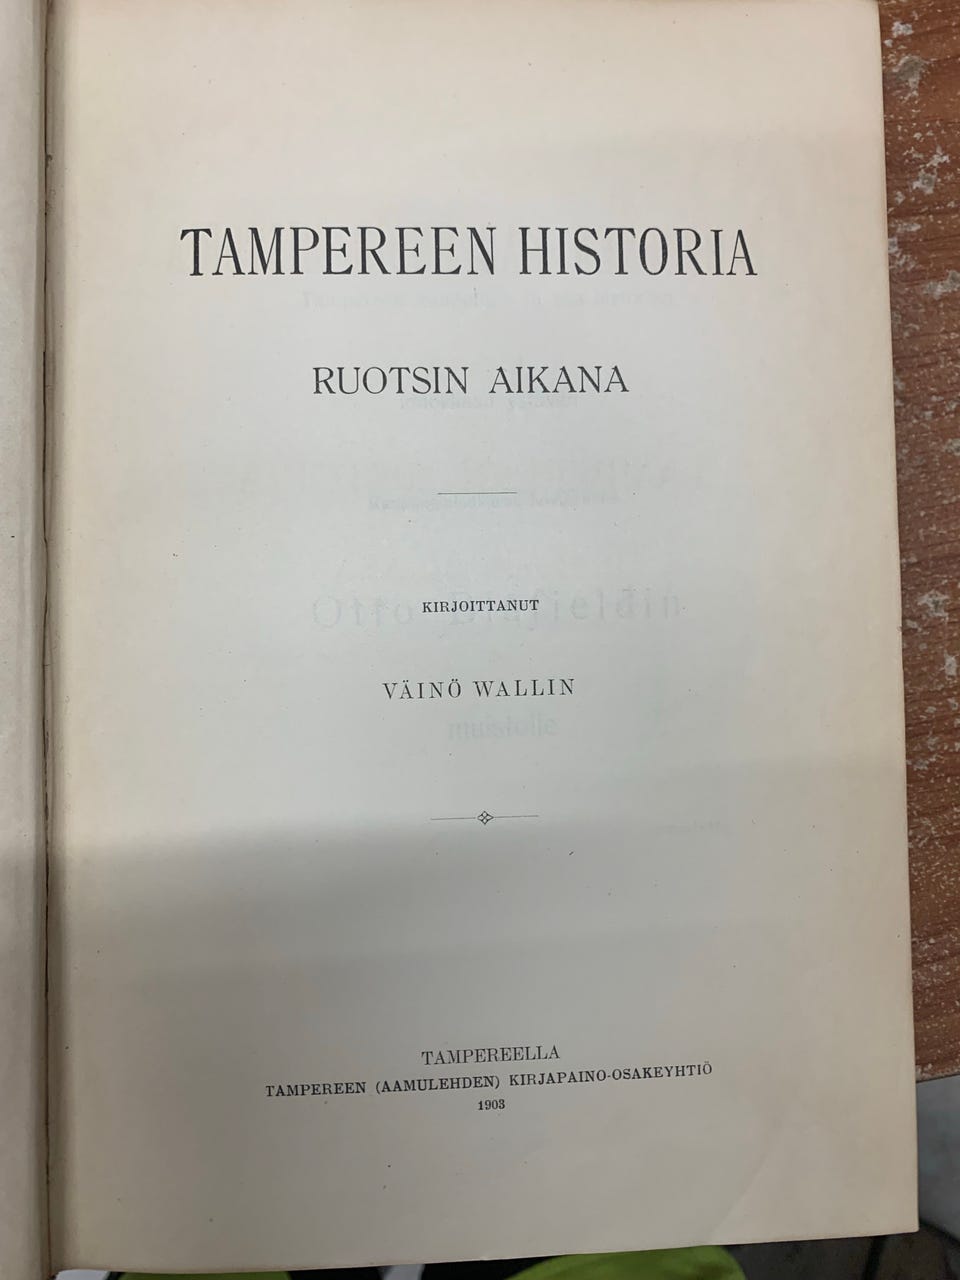 TAMPEREEN HISTORIA
RUOTSIN AIKANA
KIRJOITTANUT
VÄINÖ WALLIN
TAMPEREELLA
TAMPEREEN (AAMULEHDEN) KIRJAPAINO-OSAKEYHTIÖ
1903